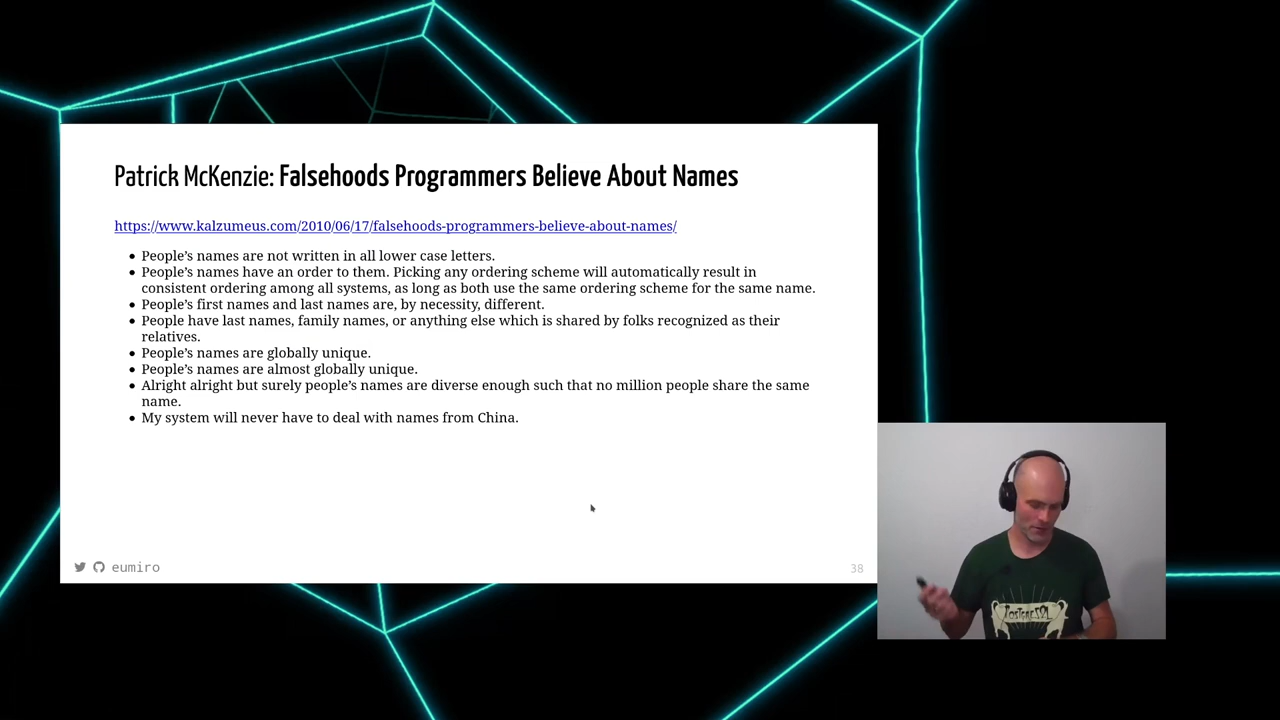 Patrick McKenzie: Falsehoods Programmers Believe About Names
https://www.kalzumeus.com/2010/06/17/falsehoods-programmers-believe-about-names/
• People’s names are not written in all lower case letters.
• People’s names have an order to them. Picking any ordering scheme will automatically result in
consistent ordering among all systems, as long as both use the same ordering scheme for the same name.
• People’s first names and last names are, by necessity, different.
• People have last names, family names, or anything else which is shared by folks recognized as their
relatives.
• People’s names are globally unique.
• People’s names are almost globally unique.
• Alright alright but surely people’s names are diverse enough such that no million people share the same
name.
• My system will never have to deal with names from China.
eumiro
38
PostgreSQL